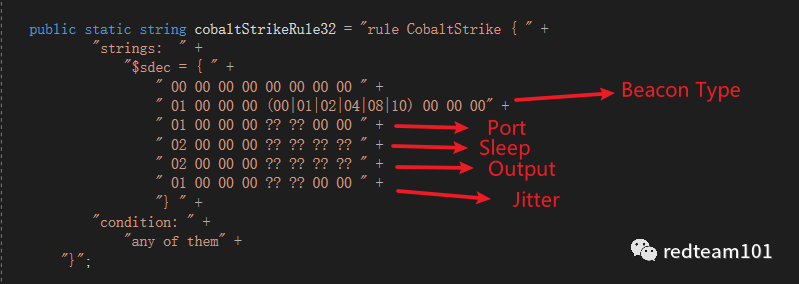 public static string cobaltStrikeRule32 = "rule CobaltStrike { " +
"strings:  " +
"$sdec = { " +
" 00 00 00 00 00 00 00 00 " +
" 01 00 00 00 (00|01|02|04|08|10) 00 00 00" +
Beacon Type
" 01 00 00 00 ?? ?? 00 00 " +
Port
" 02 00 00 00 ?? ?? ?? ?? " +
Sleep
" 02 00 00 00 ?? ?? ?? ?? " +
Output
" 01 00 00 00 ?? ?? 00 00 " +
Jitter
"} " +
"condition: " +
"any of them" +
"}";
redteam101